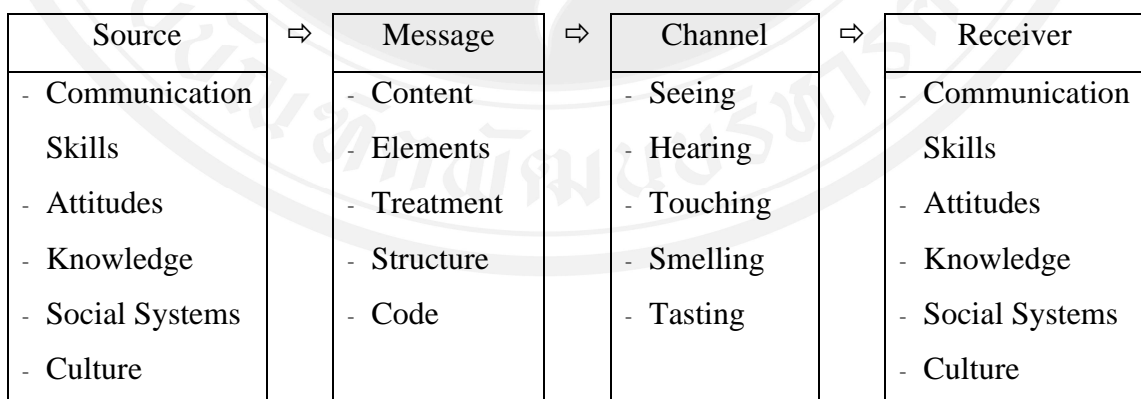 Source ⇨ Message ⇨ Channel ⇨ Receiver
- Communication
Skills
- Attitudes
- Knowledge
- Social Systems
- Culture
- Content
- Elements
- Treatment
- Structure
- Code
- Seeing
- Hearing
- Touching
- Smelling
- Tasting
- Communication
Skills
- Attitudes
- Knowledge
- Social Systems
- Culture